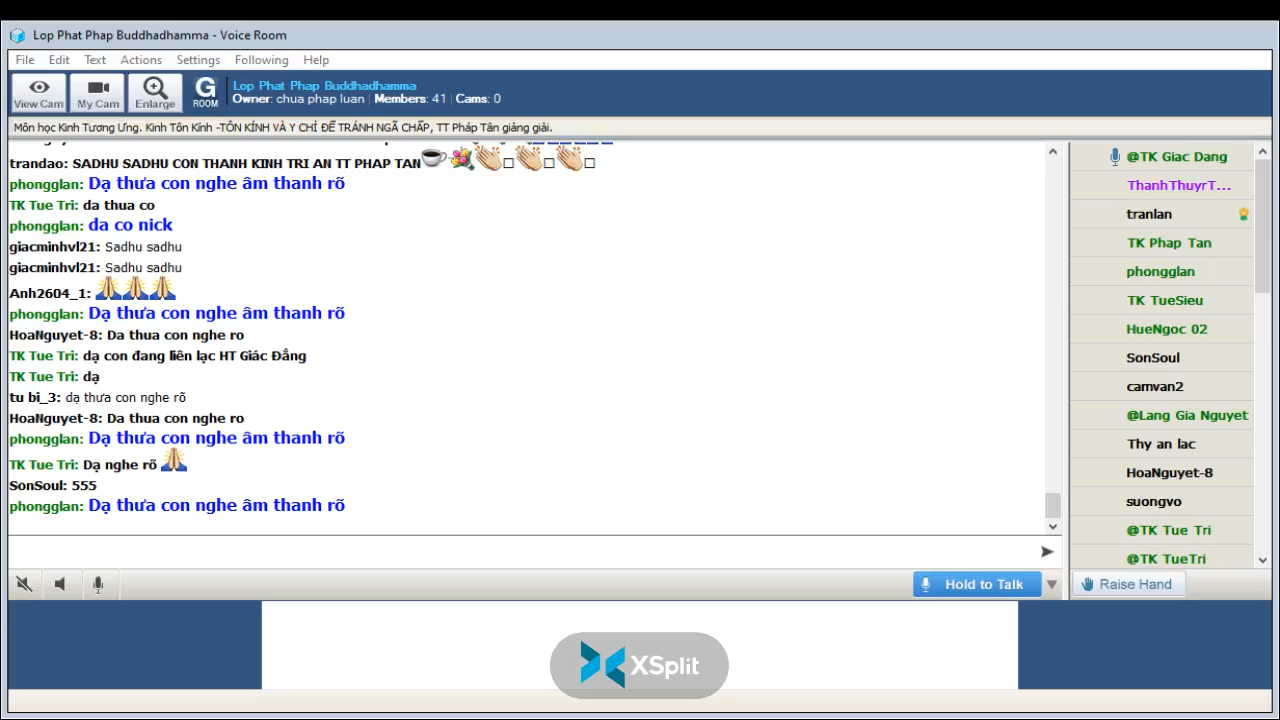 Lop Phat Phap Buddhadhamma - Voice Room
File Edit Text Actions Settings Following Help
View Cam My Cam Enlarge G ROOM
Lop Phat Phap Buddhadhamma
Owner: chua phap luan | Members: 41 | Cams: 0
Môn học Kinh Tương Ưng. Kinh Tôn Kính -TÔN KÍNH VÀ Y CHỈ ĐỂ TRÁNH NGÃ CHẤP, TT Pháp Tân giảng giải.
trandao: SADHU SADHU CON THANH KINH TRI AN TT PHAP TAN
phongglan: Dạ thưa con nghe âm thanh rõ
TK Tue Tri: da thua co
phongglan: da co nick
giacminhvl21: Sadhu sadhu
giacminhvl21: Sadhu sadhu
Anh2604_1:
phongglan: Dạ thưa con nghe âm thanh rõ
HoaNguyet-8: Da thua con nghe ro
TK Tue Tri: dạ con đang liên lạc HT Giác Đẳng
TK Tue Tri: dạ
tu bi_3: dạ thưa con nghe rõ
HoaNguyet-8: Da thua con nghe ro
phongglan: Dạ thưa con nghe âm thanh rõ
TK Tue Tri: Dạ nghe rõ
SonSoul: 555
phongglan: Dạ thưa con nghe âm thanh rõ
@TK Giac Dang
ThanhThuyrT...
tranlan
TK Phap Tan
phongglan
TK TueSieu
HueNgoc 02
SonSoul
camvan2
@Lang Gia Nguyet
Thy an lac
HoaNguyet-8
suongvo
@TK Tue Tri
@TK TueTri
Hold to Talk
Raise Hand
XSplit